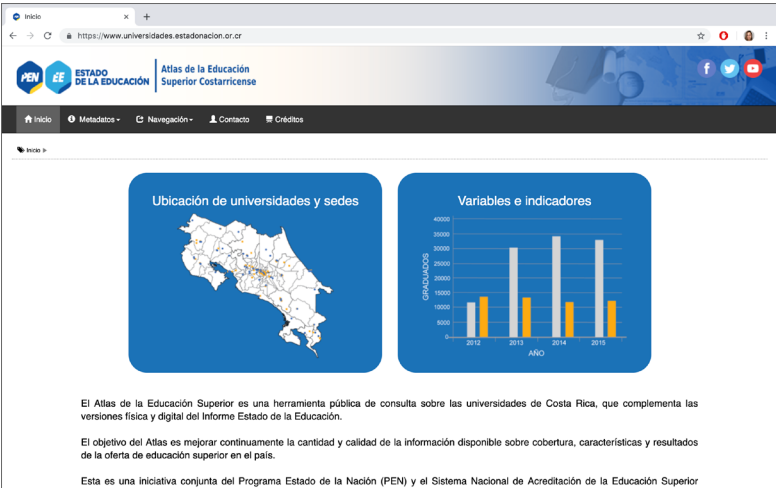 Inicio
https://www.universidades.estadonacion.or.cr
PEN
EE
ESTADO
DE LA EDUCACIÓN
Atlas de la Educación
Superior Costarricense
Inicio
Metadatos
Navegación
Contacto
Créditos
Inicio »
Ubicación de universidades y sedes
Variables e indicadores
40000
35000
30000
25000
20000
15000
10000
5000
0
GRADUADOS
2012
2013
2014
2015
AÑO
El Atlas de la Educación Superior es una herramienta pública de consulta sobre las universidades de Costa Rica, que complementa las
versiones física y digital del Informe Estado de la Educación.
El objetivo del Atlas es mejorar continuamente la cantidad y calidad de la información disponible sobre cobertura, características y resultados
de la oferta de educación superior en el país.
Esta es una iniciativa conjunta del Programa Estado de la Nación (PEN) y el Sistema Nacional de Acreditación de la Educación Superior